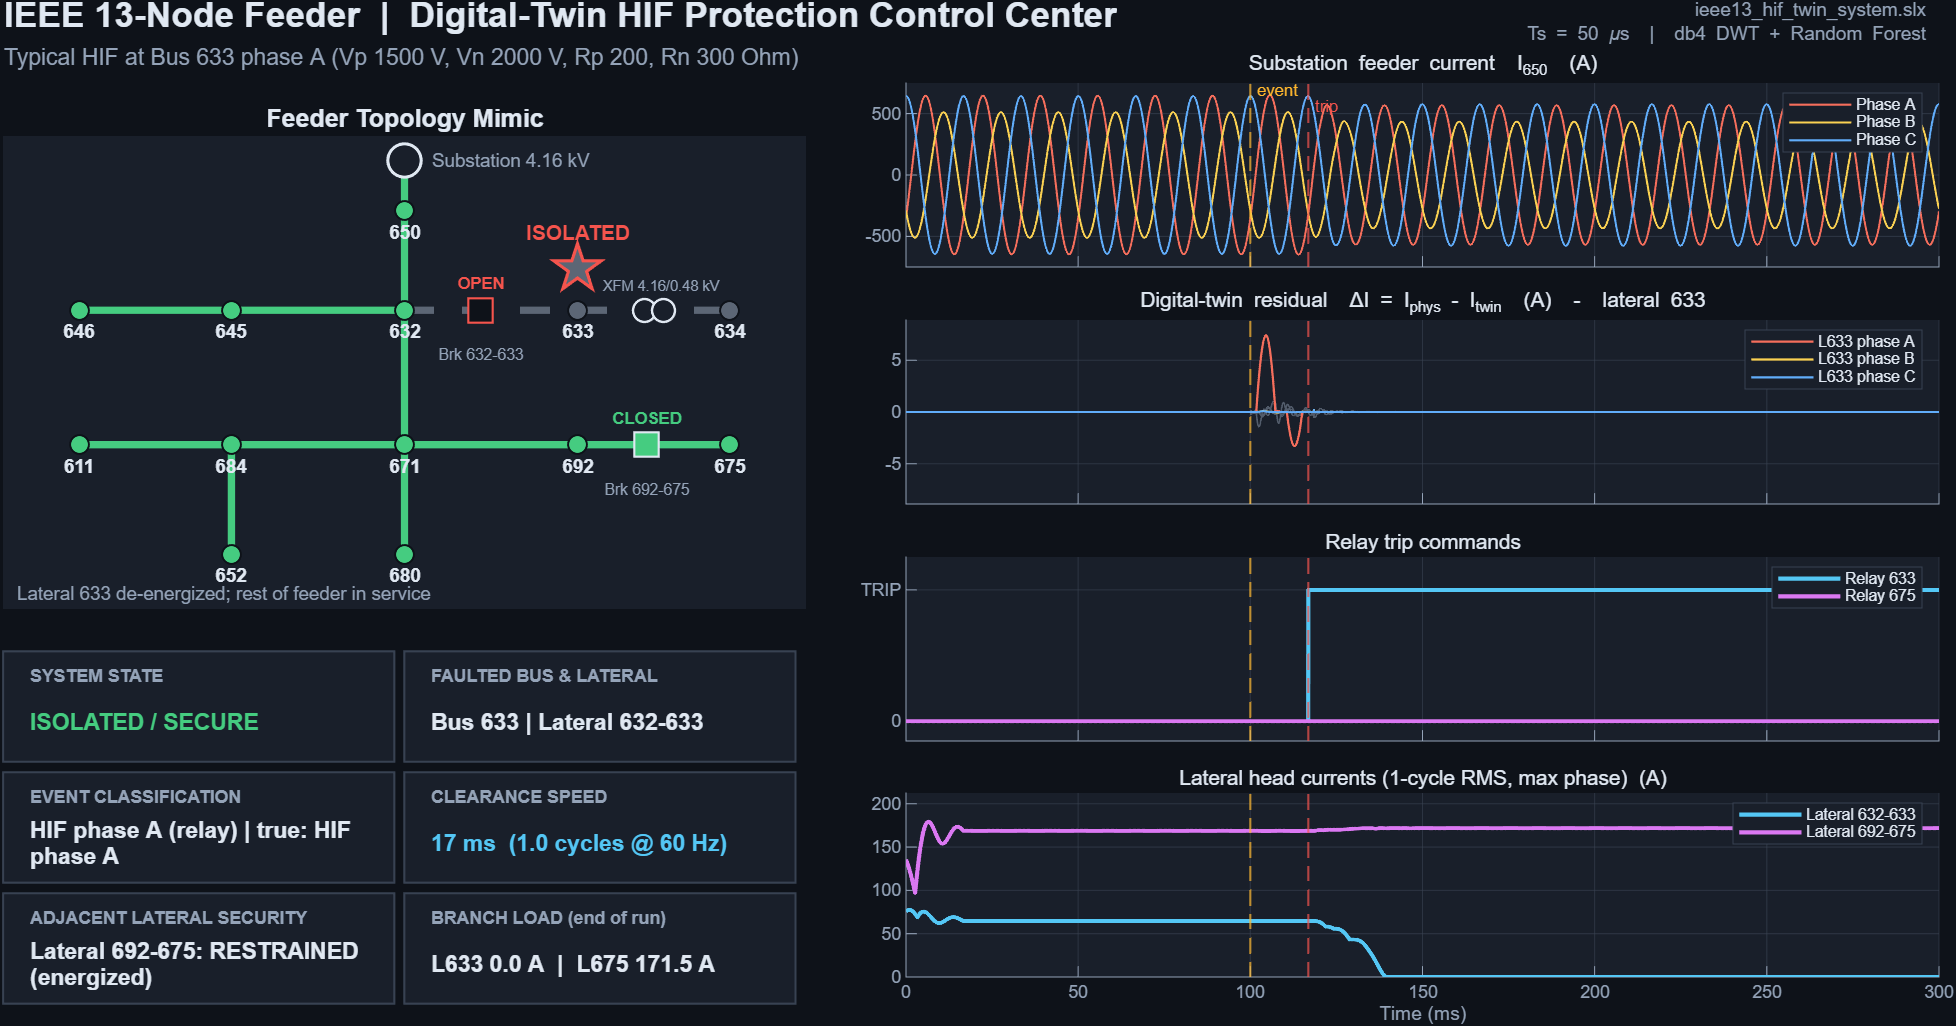 IEEE 13-Node Feeder | Digital-Twin HIF Protection Control Center
ieee13_hif_twin_system.slx
Ts = 50 µs | db4 DWT + Random Forest
Typical HIF at Bus 633 phase A (Vp 1500 V, Vn 2000 V, Rp 200, Rn 300 Ohm)
Feeder Topology Mimic
Substation 4.16 kV
650
ISOLATED
OPEN
XFM 4.16/0.48 kV
646
645
632
633
634
Brk 632-633
CLOSED
611
684
671
692
675
Brk 692-675
652
680
Lateral 633 de-energized; rest of feeder in service
SYSTEM STATE
ISOLATED / SECURE
FAULTED BUS & LATERAL
Bus 633 | Lateral 632-633
EVENT CLASSIFICATION
HIF phase A (relay) | true: HIF
phase A
CLEARANCE SPEED
17 ms (1.0 cycles @ 60 Hz)
ADJACENT LATERAL SECURITY
Lateral 692-675: RESTRAINED
(energized)
BRANCH LOAD (end of run)
L633 0.0 A | L675 171.5 A
Substation feeder current I650 (A)
event
trip
500
0
-500
Phase A
Phase B
Phase C
Digital-twin residual ΔI = Iphys - Itwin (A) - lateral 633
5
0
-5
L633 phase A
L633 phase B
L633 phase C
Relay trip commands
TRIP
0
Relay 633
Relay 675
Lateral head currents (1-cycle RMS, max phase) (A)
200
150
100
50
0
Lateral 632-633
Lateral 692-675
0
50
100
150
200
250
300
Time (ms)